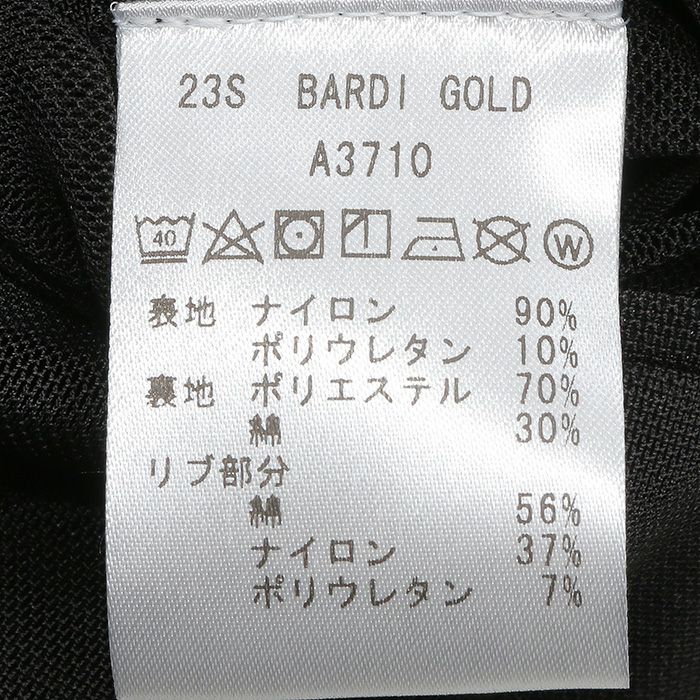 23S BARDI GOLD
A3710
40 W
裏地 ナイロン 90%
ポリウレタン 10%
裏地 ポリエステル 70%
綿 30%
リブ部分
綿 56%
ナイロン 37%
ポリウレタン 7%